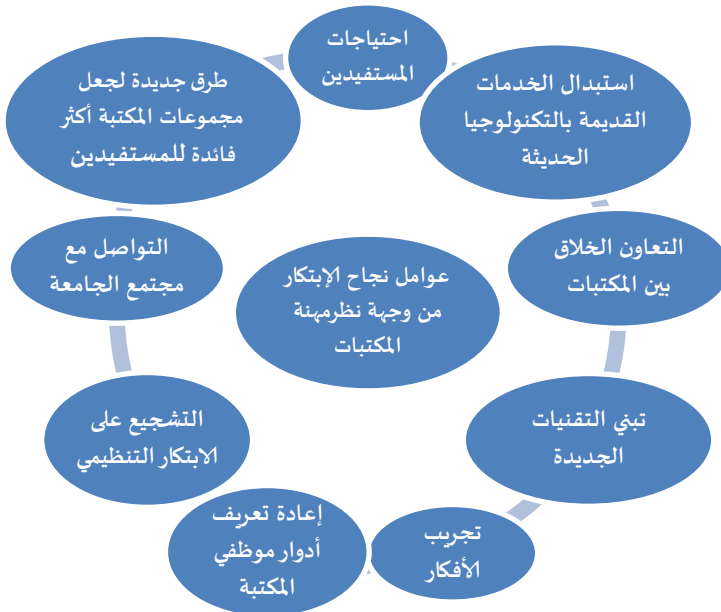 احتياجات
المستفيدين
استبدال الخدمات
القديمة بالتكنولوجيا
الحديثة
التعاون الخلاق
بين المكتبات
تبني التقنيات
الجديدة
تجريب
الأفكار
إعادة تعريف
أدوار موظفي
المكتبة
التشجيع على
الابتكار التنظيمي
التواصل مع
مجتمع الجامعة
طرق جديدة لجعل
مجموعات المكتبة أكثر
فائدة للمستفيدين
عوامل نجاح الإبتكار
من وجهة نظرمهنة
المكتبات